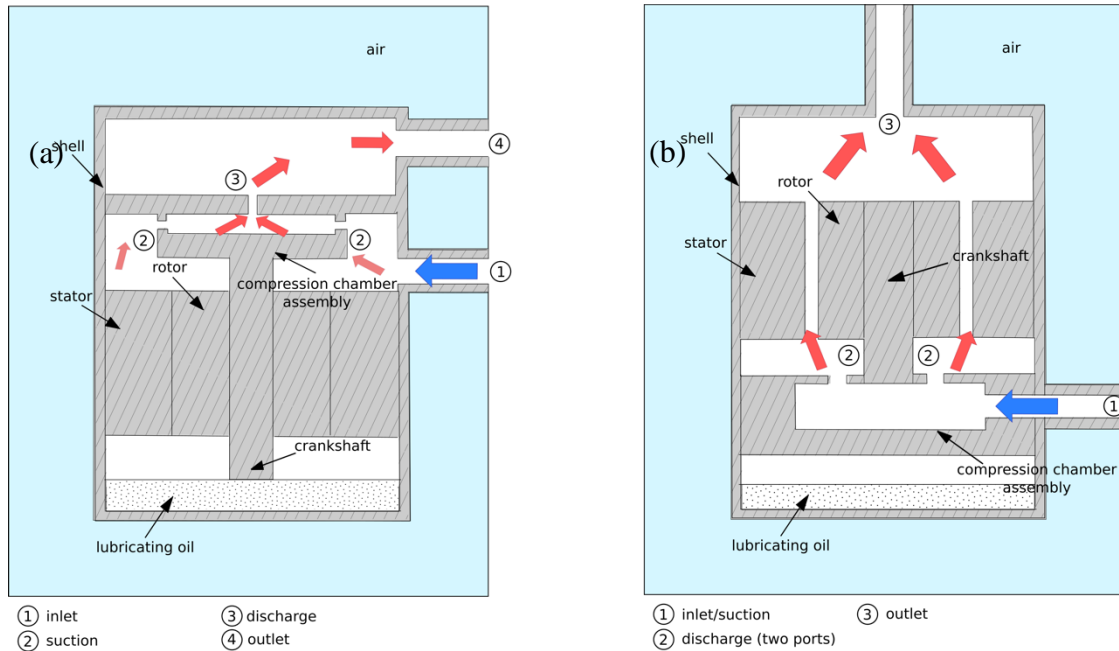 air
(a)
shell
④
③
②
②
rotor
①
stator
compression chamber
assembly
crankshaft
lubricating oil
① inlet
③ discharge
② suction
④ outlet
air
③
shell
(b)
rotor
stator
crankshaft
②
②
①
compression chamber
assembly
lubricating oil
① inlet/suction
③ outlet
② discharge (two ports)